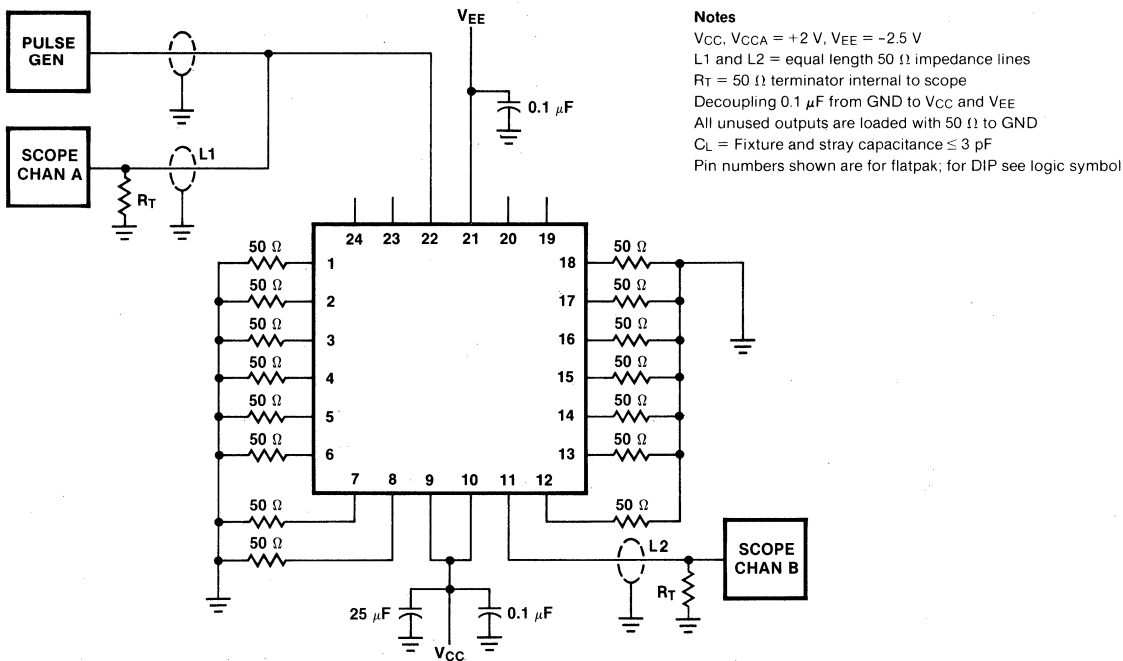 PULSE
GEN
SCOPE
CHAN A
L1
RT
VEE
0.1 μF
Notes
VCC, VCCA = +2 V, VEE = -2.5 V
L1 and L2 = equal length 50 Ω impedance lines
RT = 50 Ω terminator internal to scope
Decoupling 0.1 μF from GND to VCC and VEE
All unused outputs are loaded with 50 Ω to GND
CL = Fixture and stray capacitance ≤ 3 pF
Pin numbers shown are for flatpak; for DIP see logic symbol
24 23 22 21 20 19
50 Ω 1 18 50 Ω
50 Ω 2 17 50 Ω
50 Ω 3 16 50 Ω
50 Ω 4 15 50 Ω
50 Ω 5 14 50 Ω
50 Ω 6 13 50 Ω
7 8 9 10 11 12
50 Ω 50 Ω
50 Ω
L2
RT
SCOPE
CHAN B
25 μF 0.1 μF
VCC